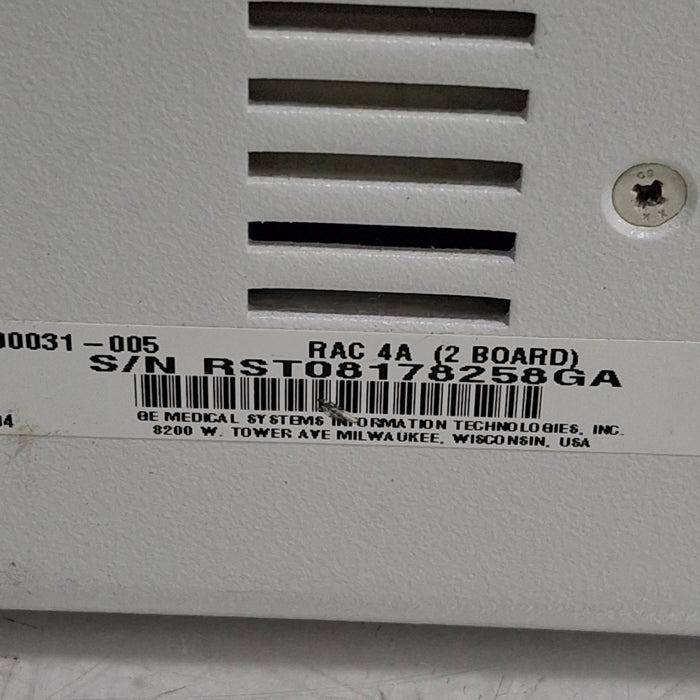 00031-005 RAC 4A (2 BOARD)
S/N RST08178258GA
GE MEDICAL SYSTEMS INFORMATION TECHNOLOGIES, INC.
8200 W. TOWER AVE MILWAUKEE, WISCONSIN, USA